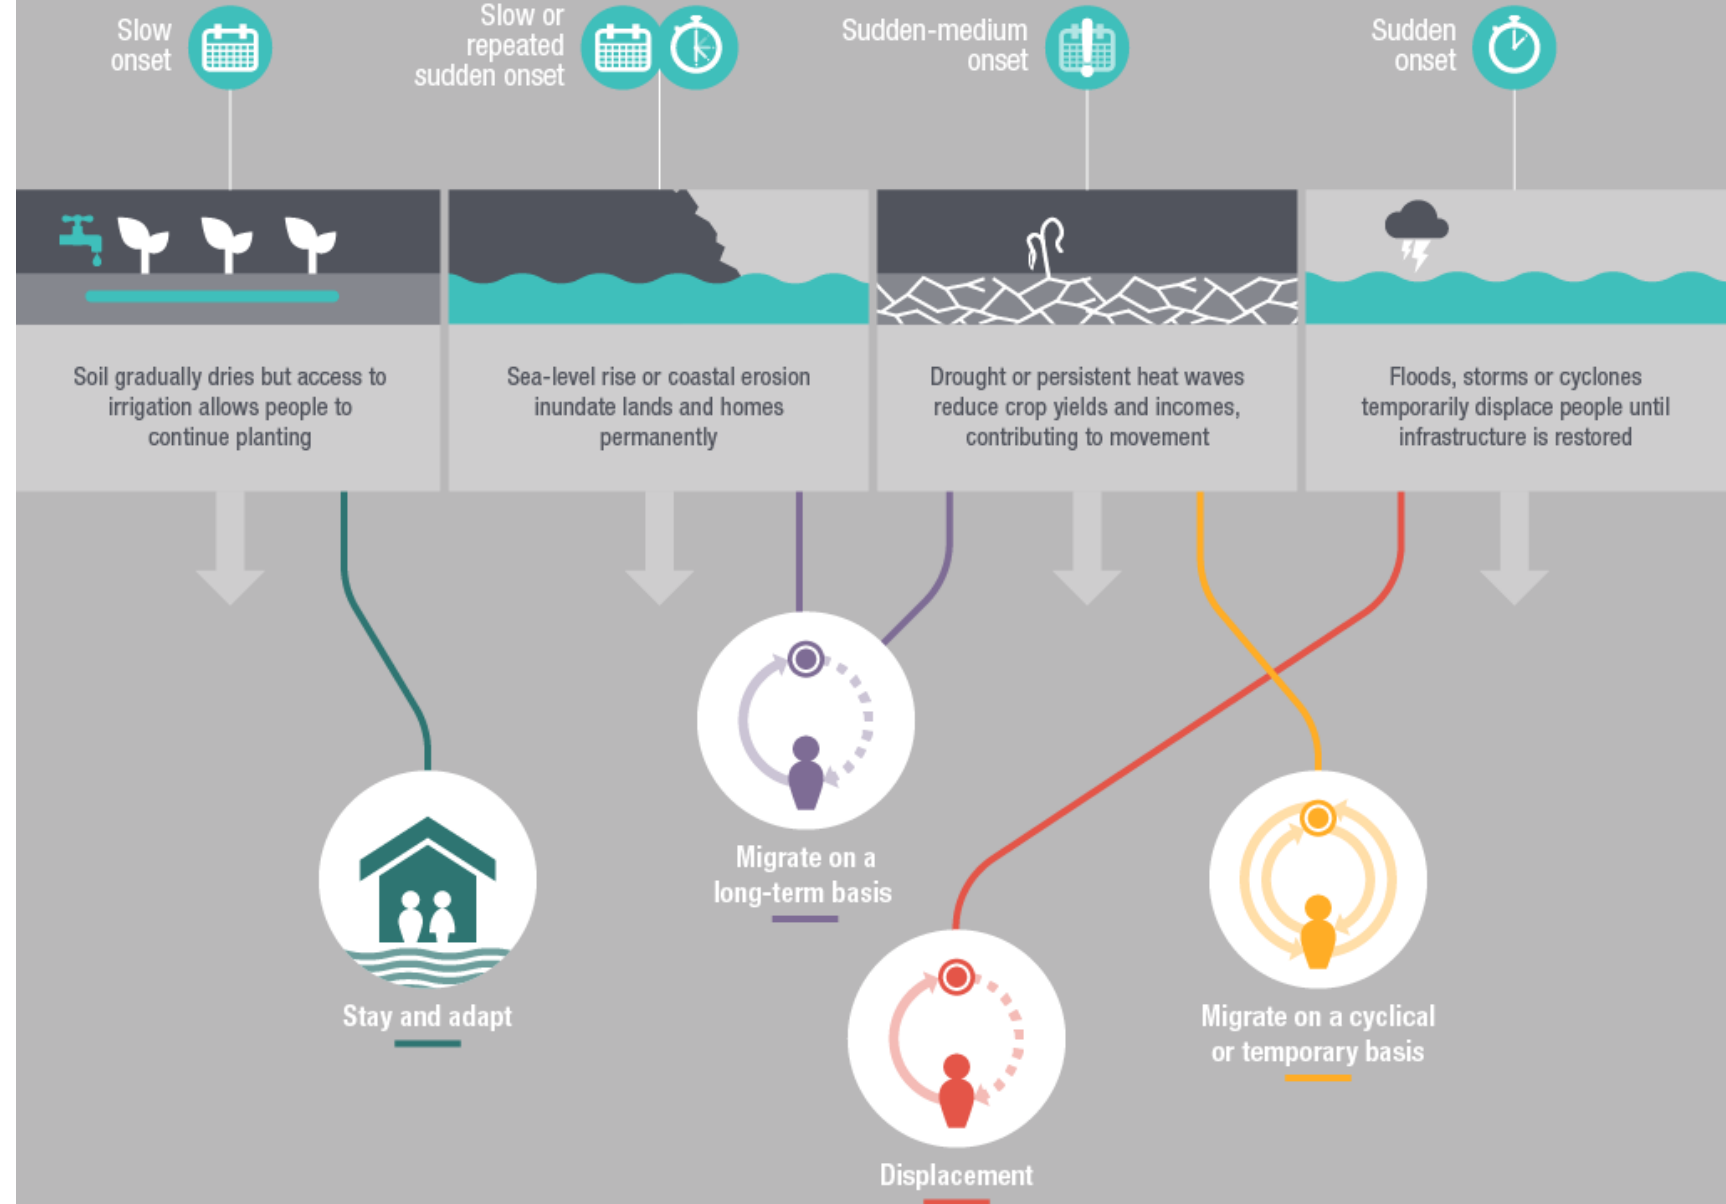 Slow
onset
Slow or
repeated
sudden onset
Sudden-medium
onset
Sudden
onset
Soil gradually dries but access to
irrigation allows people to
continue planting
Sea-level rise or coastal erosion
inundate lands and homes
permanently
Drought or persistent heat waves
reduce crop yields and incomes,
contributing to movement
Floods, storms or cyclones
temporarily displace people until
infrastructure is restored
Migrate on a
long-term basis
Stay and adapt
Migrate on a cyclical
or temporary basis
Displacement